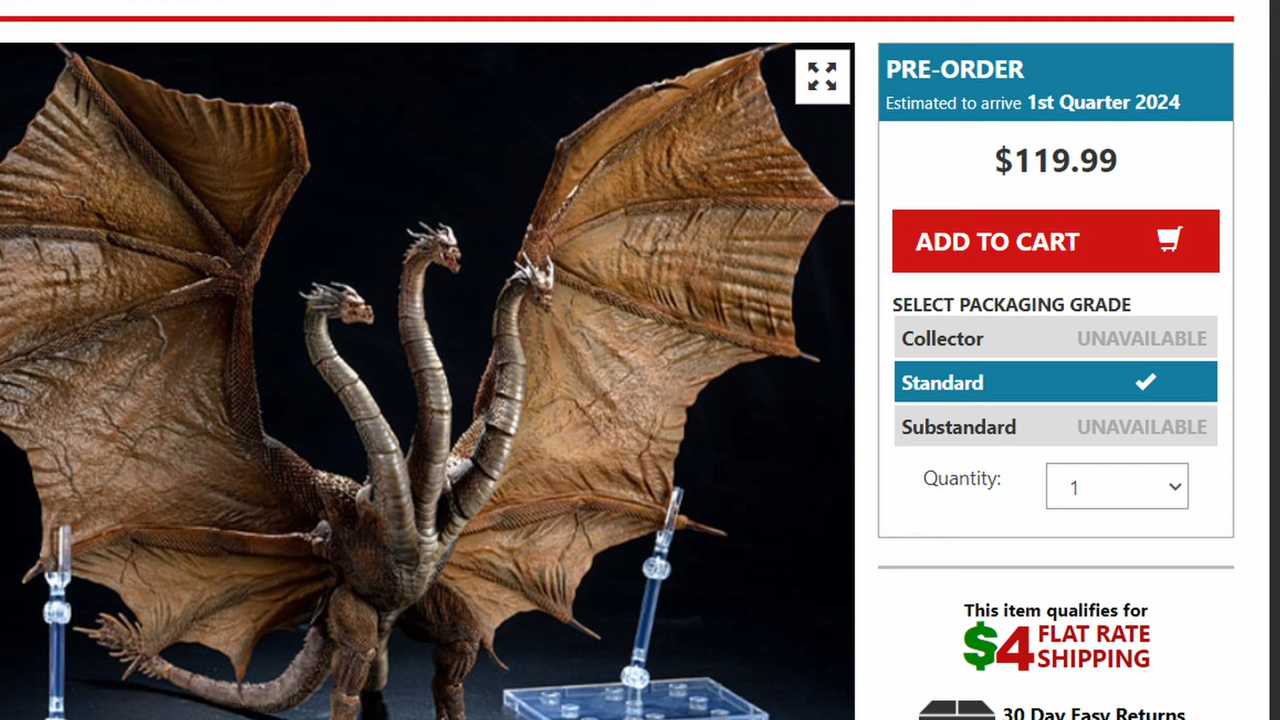 PRE-ORDER
Estimated to arrive 1st Quarter 2024
$119.99
ADD TO CART
SELECT PACKAGING GRADE
Collector UNAVAILABLE
Standard
Substandard UNAVAILABLE
Quantity: 1
This item qualifies for
$4 FLAT RATE
SHIPPING
30 Day Easy Returns